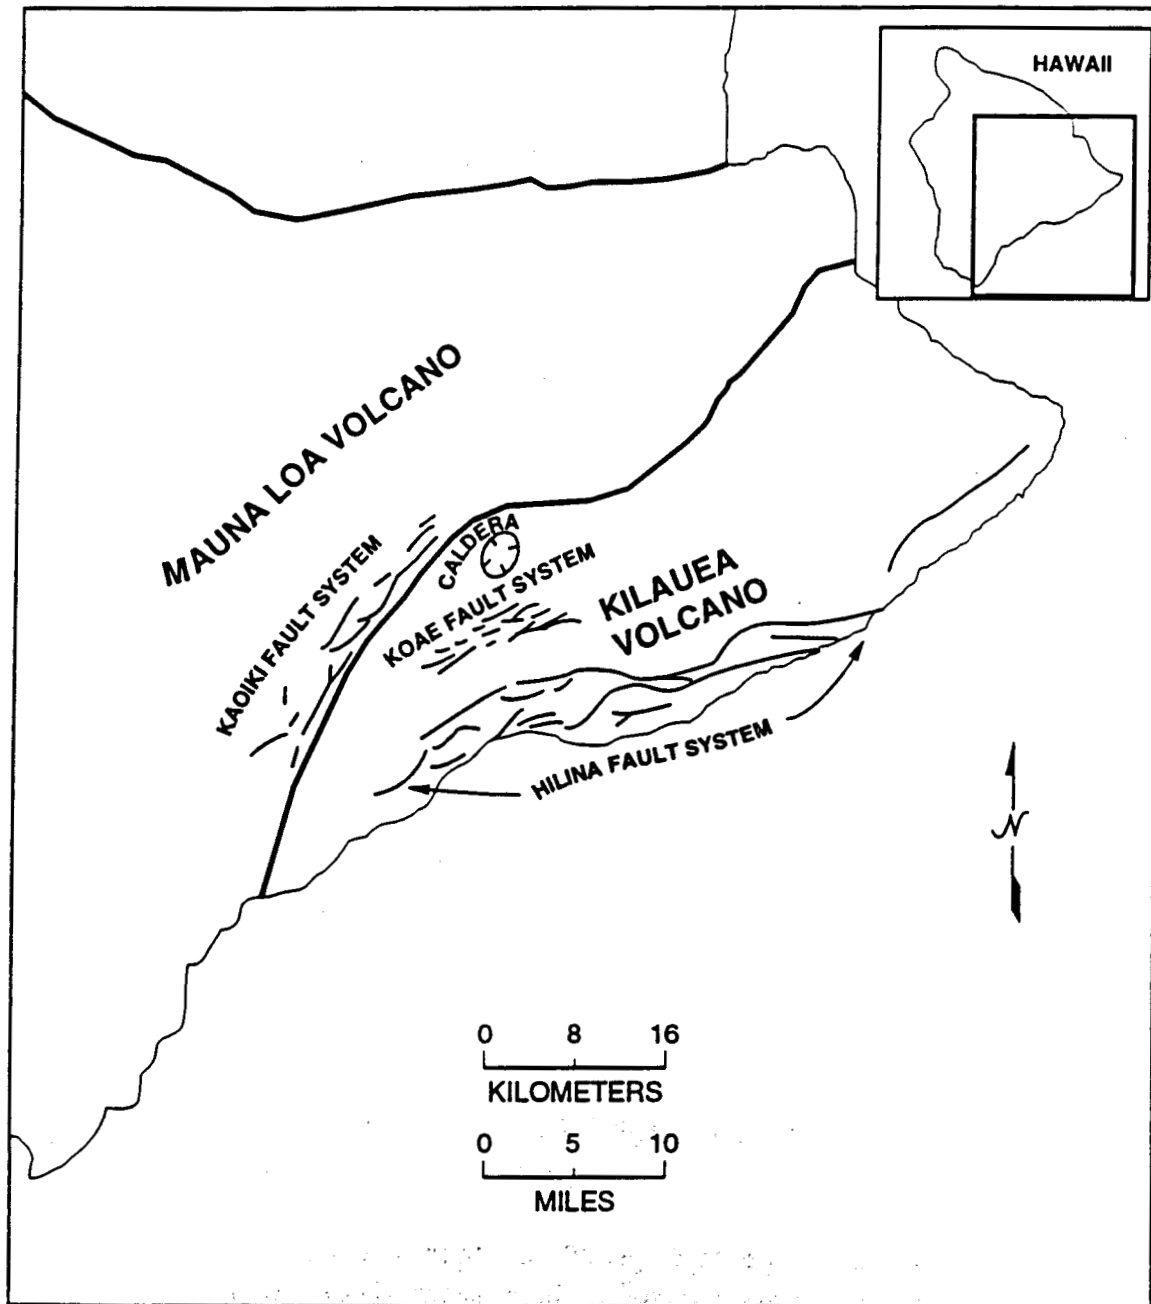 HAWAII
MAUNA LOA VOLCANO
CALDERA
KAOIKI FAULT SYSTEM
KOAE FAULT SYSTEM
KILAUEA
VOLCANO
HILINA FAULT SYSTEM
N
0 8 16
KILOMETERS
0 5 10
MILES